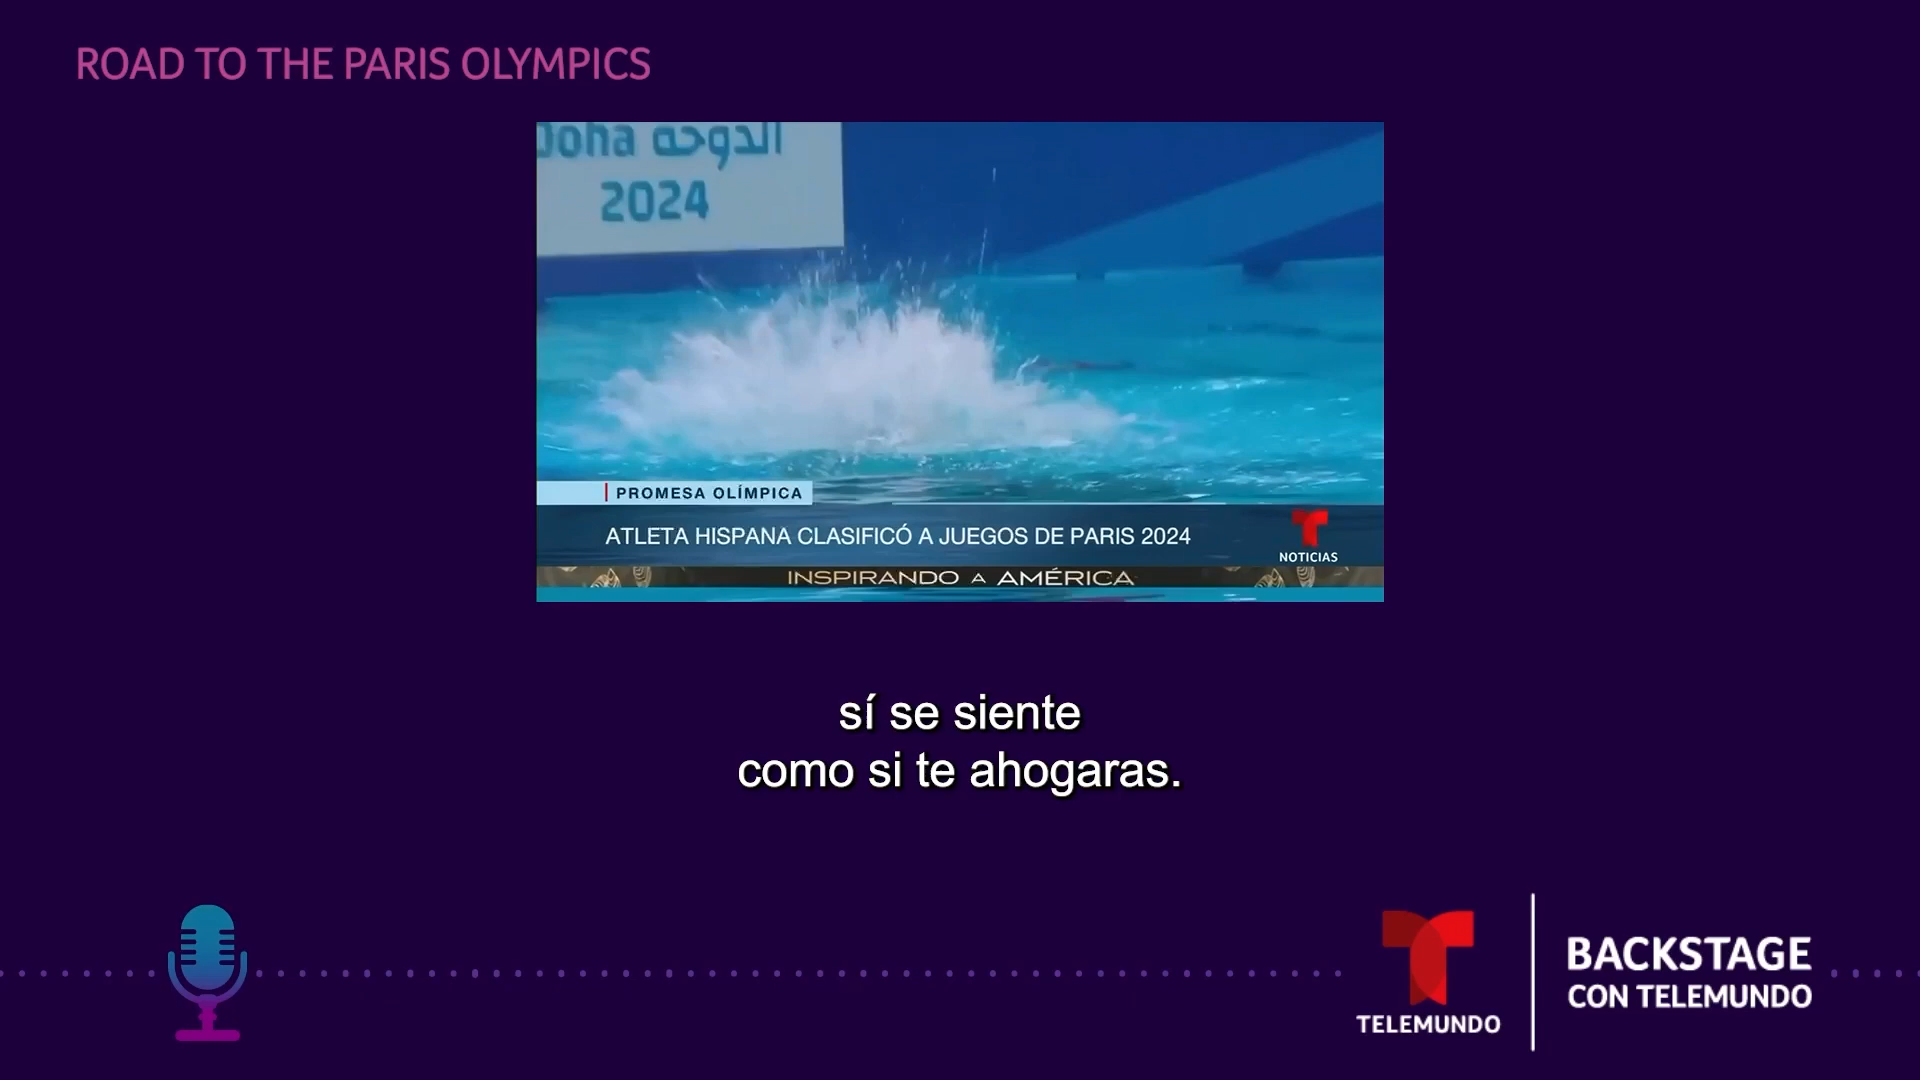 ROAD TO THE PARIS OLYMPICS
Doha الدوحة
2024
PROMESA OLÍMPICA
ATLETA HISPANA CLASIFICÓ A JUEGOS DE PARIS 2024
NOTICIAS
INSPIRANDO A AMÉRICA
sí se siente
como si te ahogaras.
TELEMUNDO
BACKSTAGE
CON TELEMUNDO